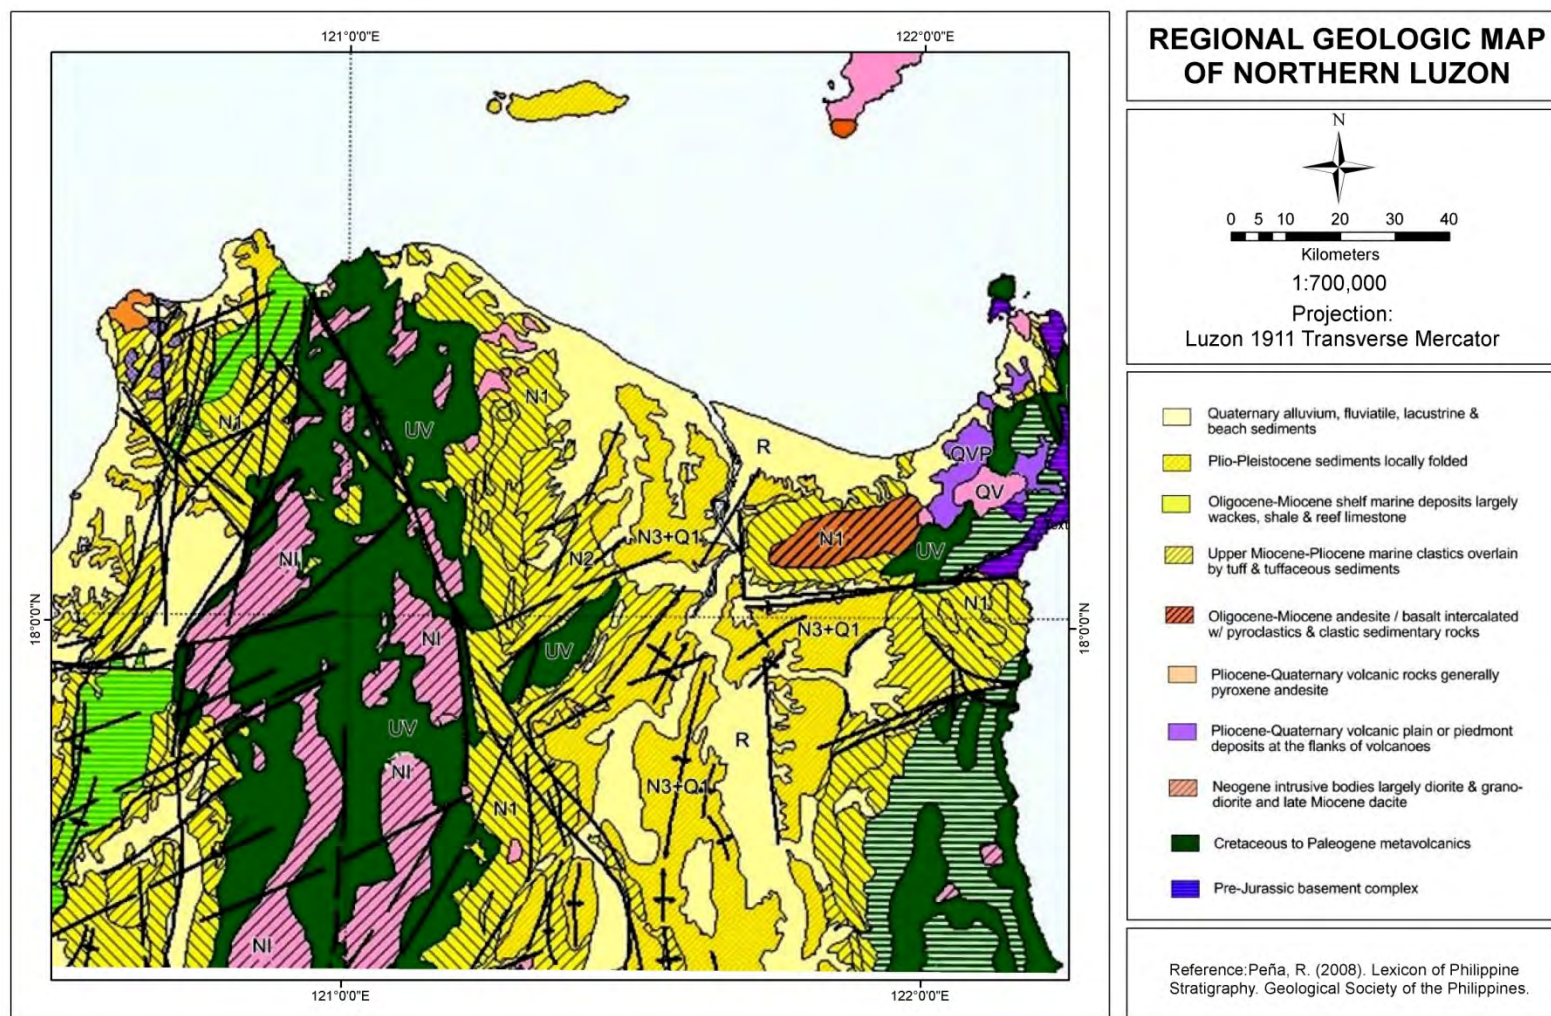 121°0'0"E
122°0'0"E
18°0'0"N
18°0'0"N
121°0'0"E
122°0'0"E
N1
N1
UV
R
QVP
QV
NI
N2
N3+Q1
N1
UV
N1
NI
UV
N3+Q1
UV
R
NI
N3+Q1
N1
NI
REGIONAL GEOLOGIC MAP
OF NORTHERN LUZON
N
0 5 10 20 30 40
Kilometers
1:700,000
Projection:
Luzon 1911 Transverse Mercator
Quaternary alluvium, fluviatile, lacustrine &
beach sediments
Plio-Pleistocene sediments locally folded
Oligocene-Miocene shelf marine deposits largely
wackes, shale & reef limestone
Upper Miocene-Pliocene marine clastics overlain
by tuff & tuffaceous sediments
Oligocene-Miocene andesite / basalt intercalated
w/ pyroclastics & clastic sedimentary rocks
Pliocene-Quaternary volcanic rocks generally
pyroxene andesite
Pliocene-Quaternary volcanic plain or piedmont
deposits at the flanks of volcanoes
Neogene intrusive bodies largely diorite & grano-
diorite and late Miocene dacite
Cretaceous to Paleogene metavolcanics
Pre-Jurassic basement complex
Reference:Peña, R. (2008). Lexicon of Philippine
Stratigraphy. Geological Society of the Philippines.